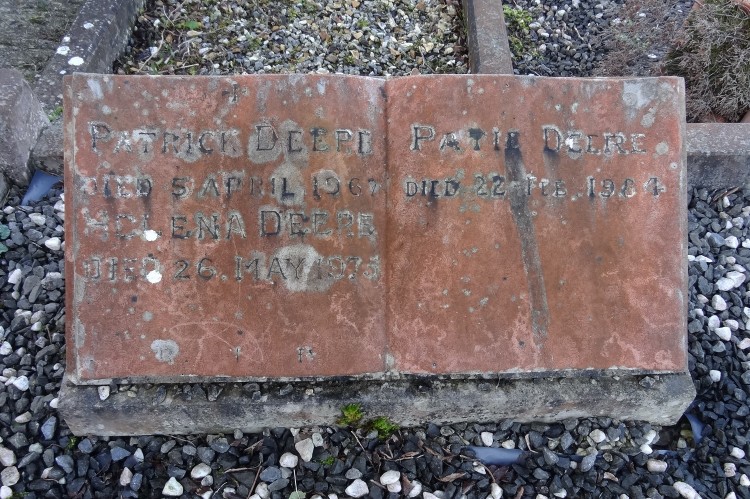 PATRICK DEERE
DIED 5 APRIL 1967
HELENA DEERE
DIED 26 MAY 1975
PATIE DEERE
DIED 22 FEB. 1984